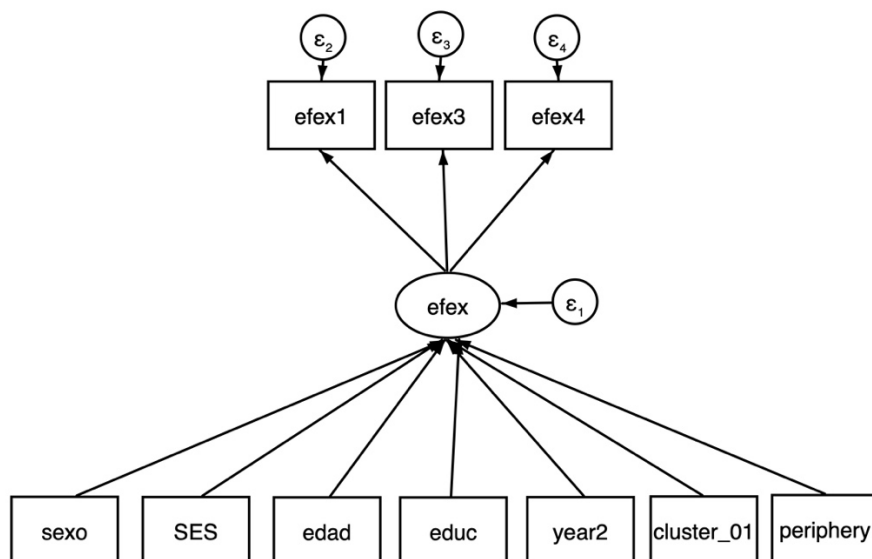 ε₂ ε₃ ε₄
efex1 efex3 efex4
efex ε₁
sexo SES edad educ year2 cluster_01 periphery